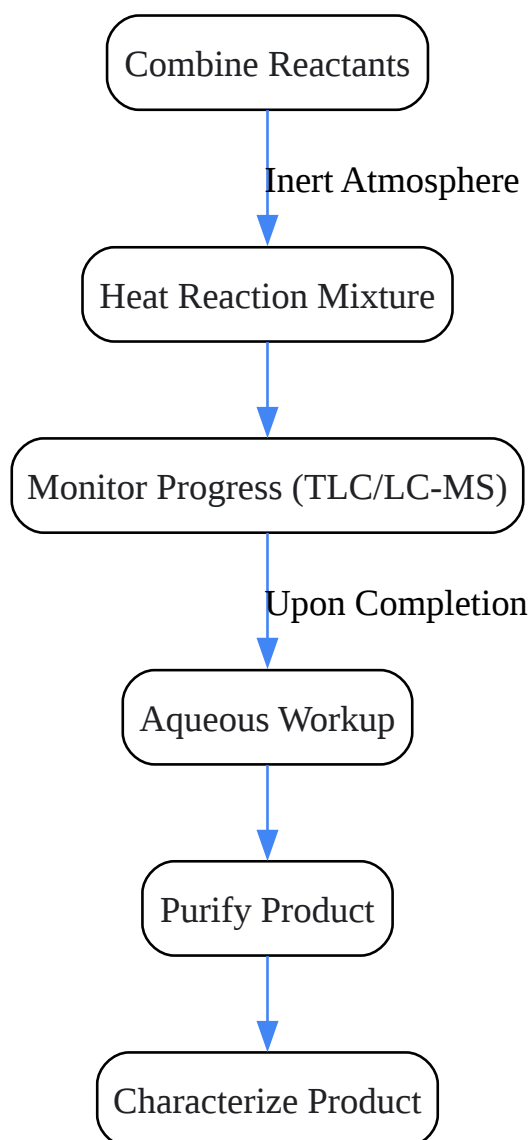 Combine Reactants
Inert Atmosphere
Heat Reaction Mixture
Monitor Progress (TLC/LC-MS)
Upon Completion
Aqueous Workup
Purify Product
Characterize Product